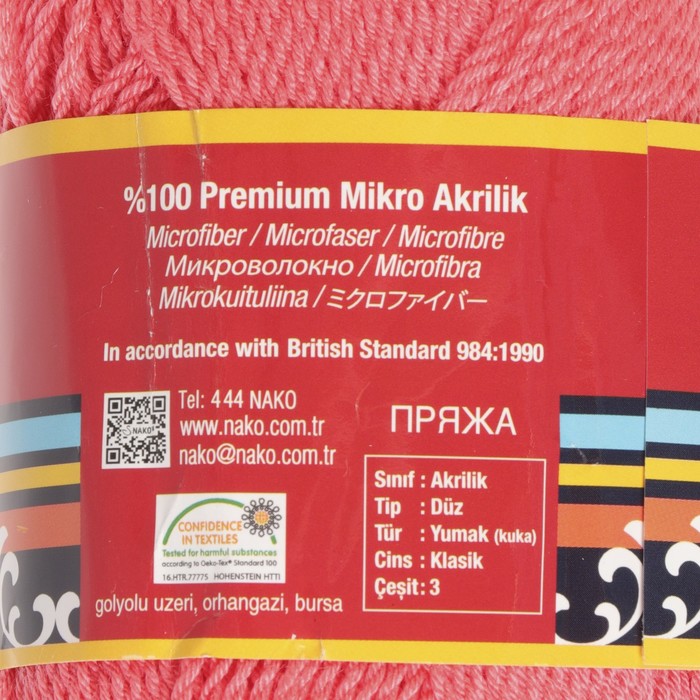 %100 Premium Mikro Akrilik
Microfiber / Microfaser / Microfibre
Микроволокно / Microfibra
Mikrokuituliina / ミクロファイバー
In accordance with British Standard 984:1990
NAKO
Tel: 444 NAKO
www.nako.com.tr
nako@nako.com.tr
ПРЯЖА
Sınıf : Akrilik
Tip : Düz
Tür : Yumak (kuka)
Cins : Klasik
Çeşit : 3
CONFIDENCE
IN TEXTILES
Tested for harmful substances
according to Oeko-Tex® Standard 100
16.HTR.77775 HOHENSTEIN HTTI
golyolu uzeri, orhangazi, bursa